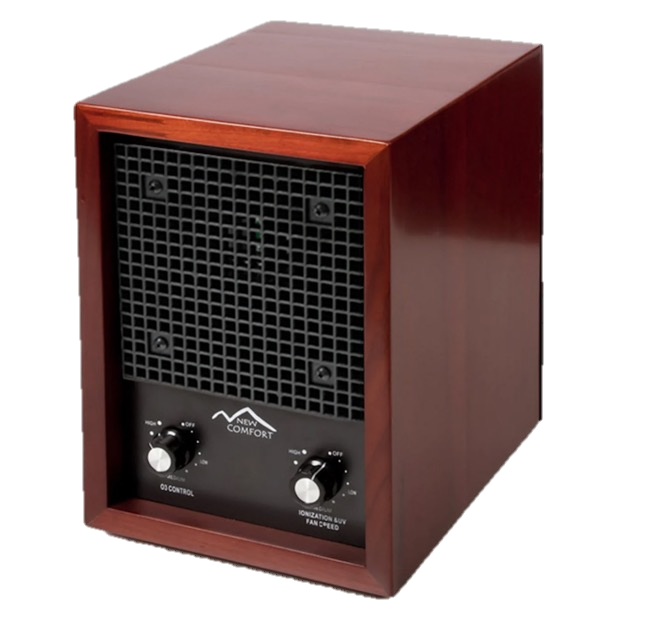 NEW
COMFORT
HIGH
OFF
LOW
O3 CONTROL
HIGH
OFF
LOW
IONIZATION &UV
FAN SPEED